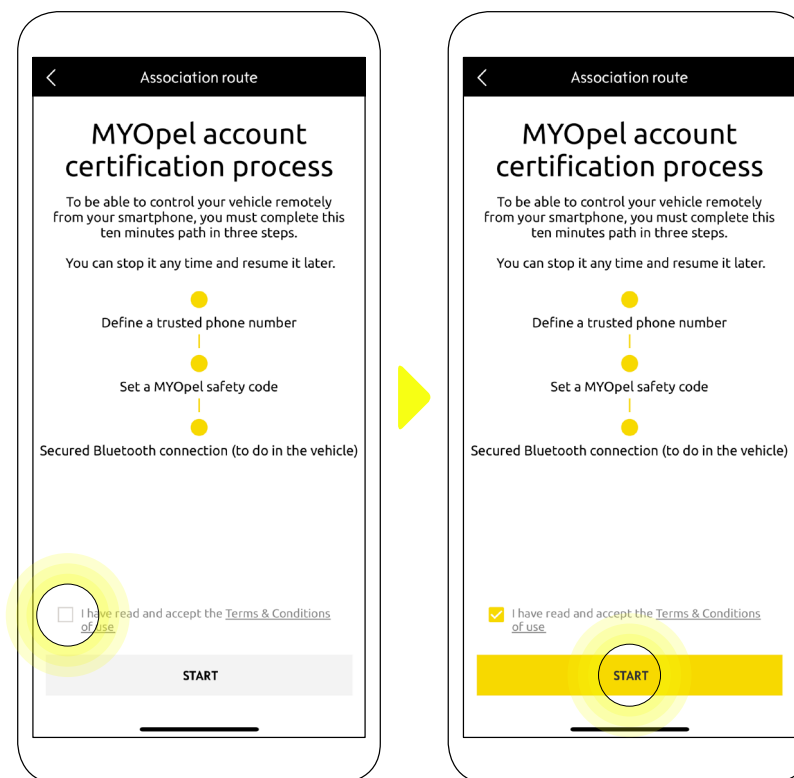 Association route
MYOpel account
certification process
To be able to control your vehicle remotely
from your smartphone, you must complete this
ten minutes path in three steps.
You can stop it any time and resume it later.
Define a trusted phone number
Set a MYOpel safety code
Secured Bluetooth connection (to do in the vehicle)
I have read and accept the Terms & Conditions
of use
START
Association route
MYOpel account
certification process
To be able to control your vehicle remotely
from your smartphone, you must complete this
ten minutes path in three steps.
You can stop it any time and resume it later.
Define a trusted phone number
Set a MYOpel safety code
Secured Bluetooth connection (to do in the vehicle)
I have read and accept the Terms & Conditions
of use
START